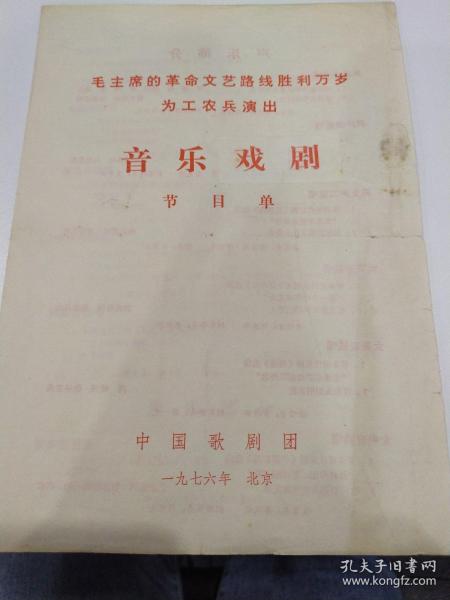 毛主席的革命文艺路线胜利万岁
为工农兵演出
音乐戏剧
节目单
中国歌剧团
一九七六年 北京
孔夫子旧书网
www.kongfz.com